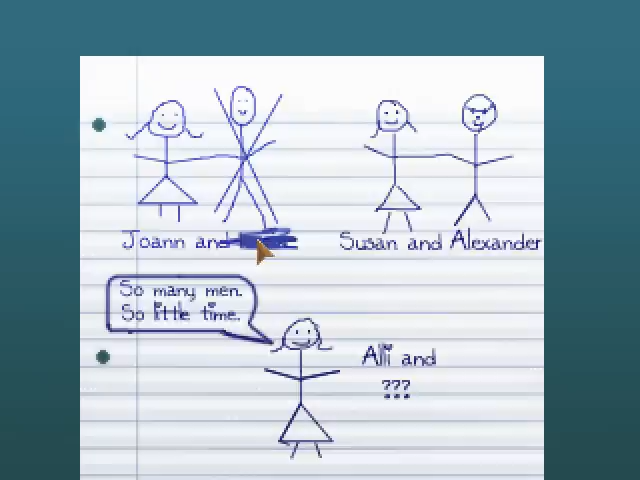 Joann and
Susan and Alexander
So many men.
So little time.
Alli and
???